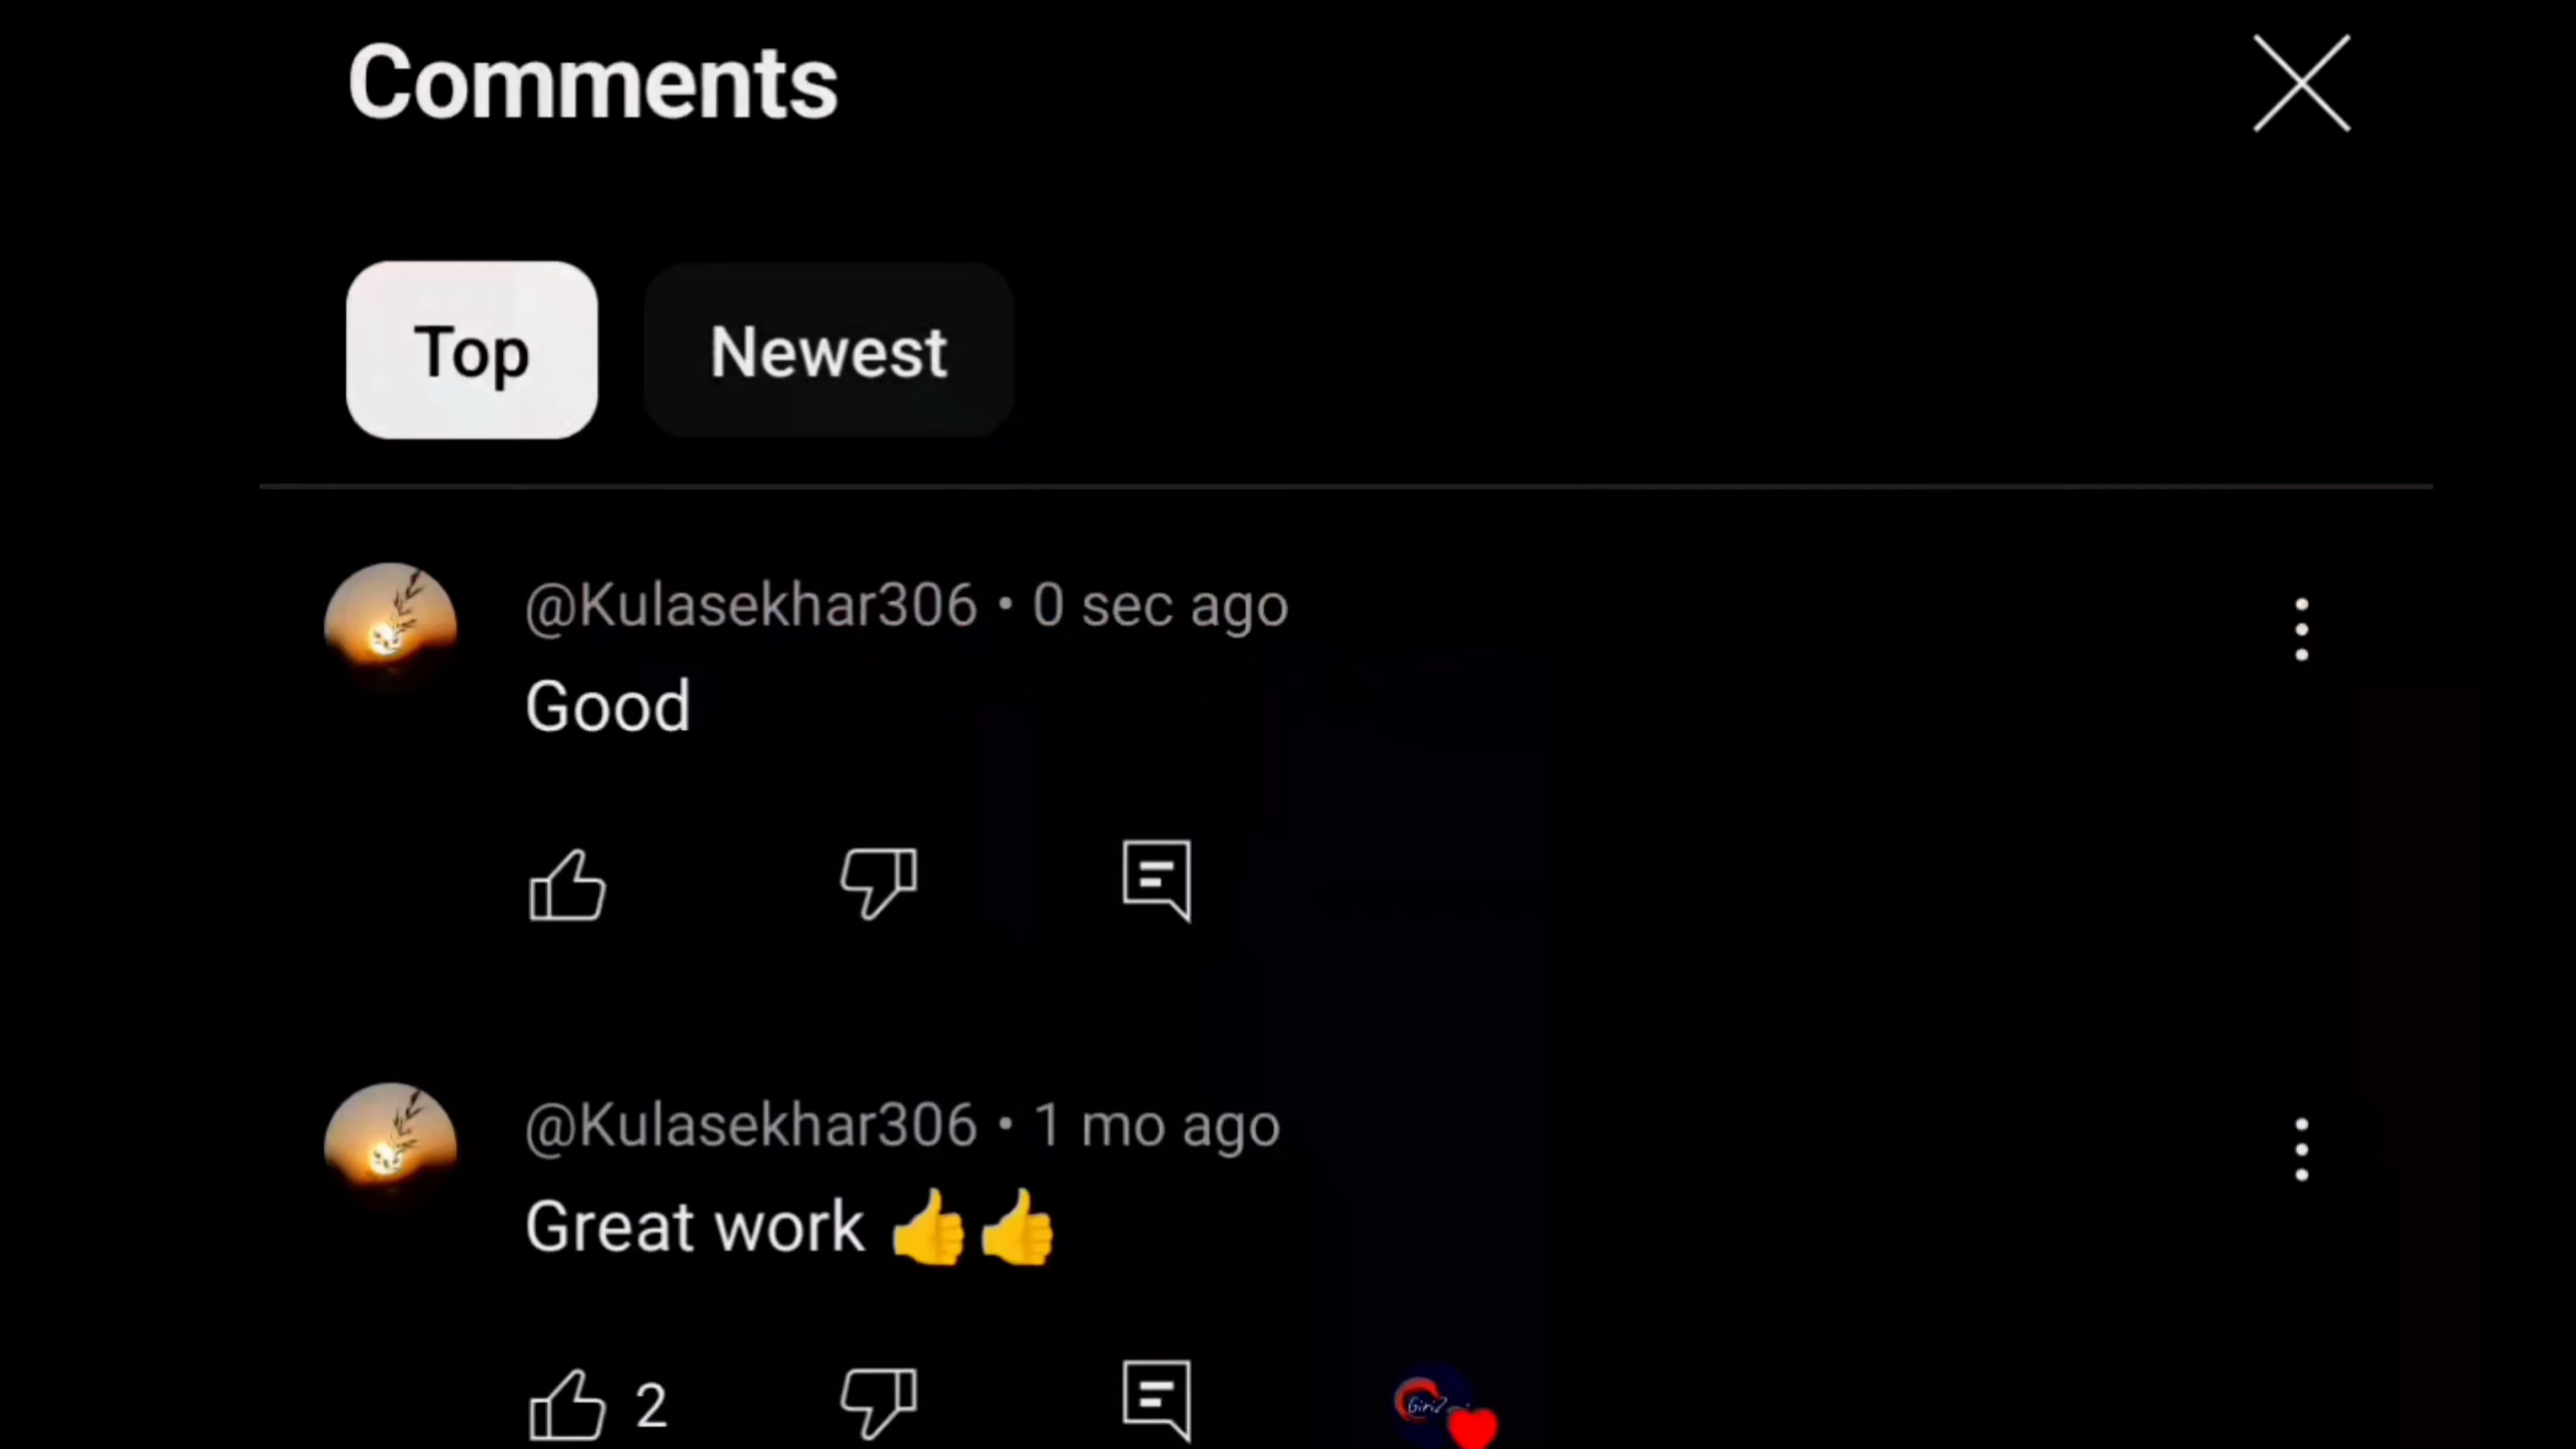 Comments
Top
Newest
@Kulasekhar306 • 0 sec ago
Good
@Kulasekhar306 • 1 mo ago
Great work 👍👍
2